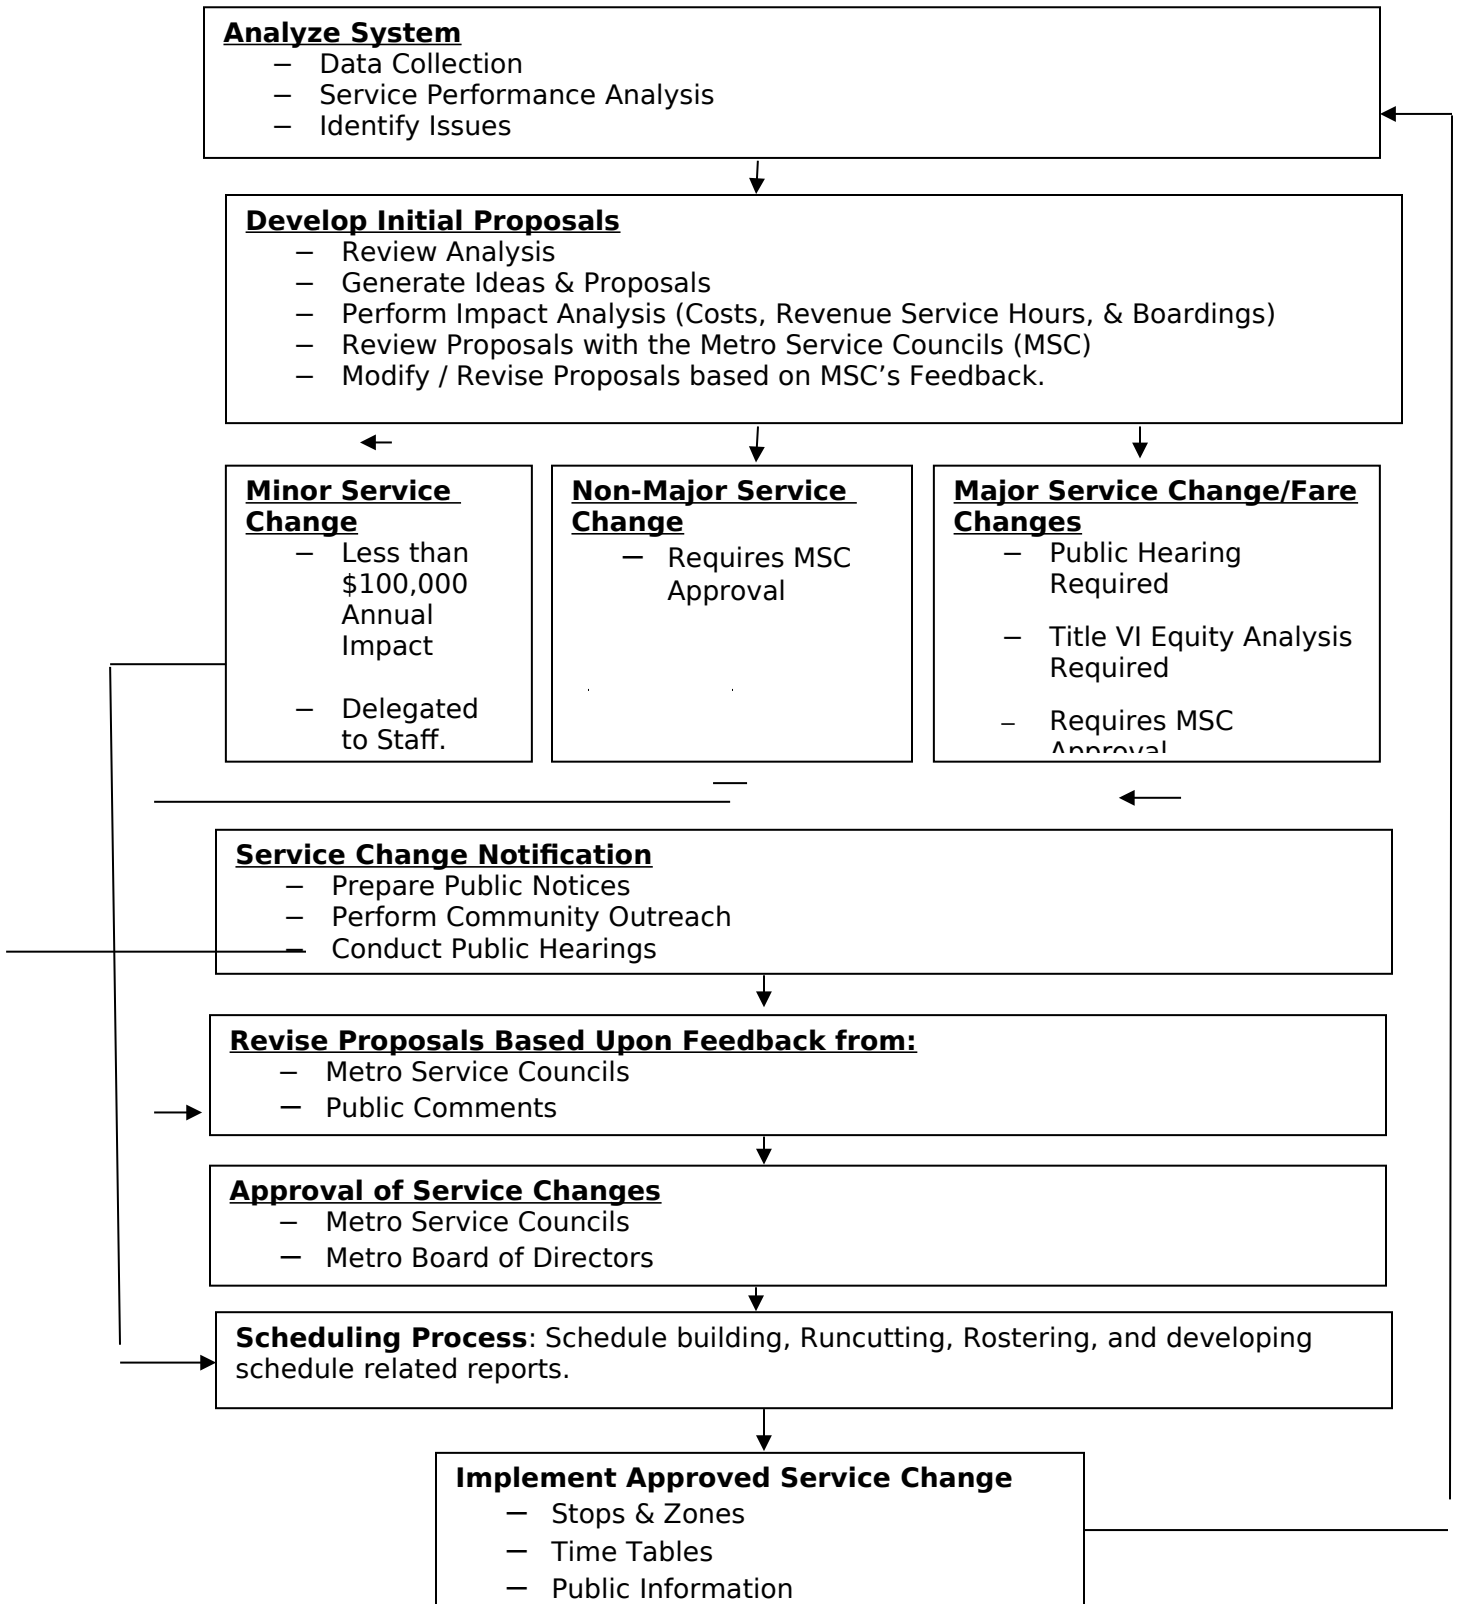 Analyze System
– Data Collection
– Service Performance Analysis
– Identify Issues
Develop Initial Proposals
– Review Analysis
– Generate Ideas & Proposals
– Perform Impact Analysis (Costs, Revenue Service Hours, & Boardings)
– Review Proposals with the Metro Service Councils (MSC)
– Modify / Revise Proposals based on MSC’s Feedback.
Minor Service
Change
– Less than
$100,000
Annual
Impact
– Delegated
to Staff.
Non-Major Service
Change
– Requires MSC
Approval
Major Service Change/Fare
Changes
– Public Hearing
Required
– Title VI Equity Analysis
Required
– Requires MSC
Approval
Service Change Notification
– Prepare Public Notices
– Perform Community Outreach
– Conduct Public Hearings
Revise Proposals Based Upon Feedback from:
– Metro Service Councils
– Public Comments
Approval of Service Changes
– Metro Service Councils
– Metro Board of Directors
Scheduling Process: Schedule building, Runcutting, Rostering, and developing
schedule related reports.
Implement Approved Service Change
– Stops & Zones
– Time Tables
– Public Information